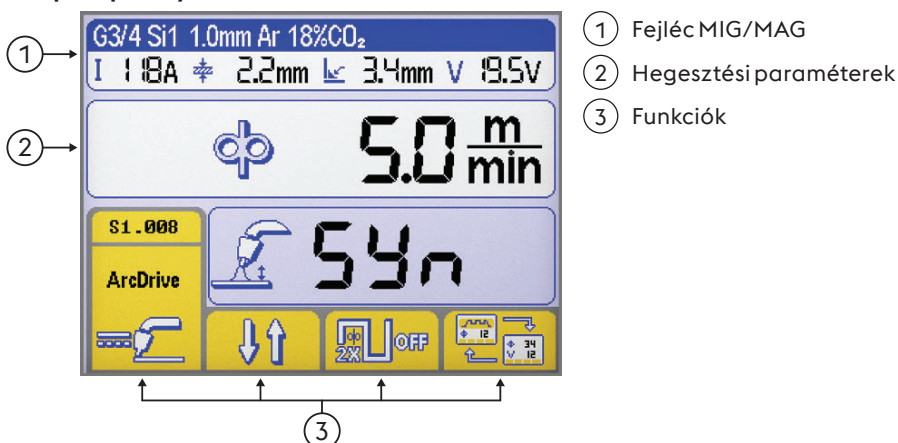 G3/4 Si1 1.0mm Ar 18%CO₂
I 118A 2.2mm 3.4mm V 19.5V
5.0 m/min
S1.008
ArcDrive
Syn
2X OFF
12
34
V 12
1
2
3
1 Fejléc MIG/MAG
2 Hegesztési paraméterek
3 Funkciók